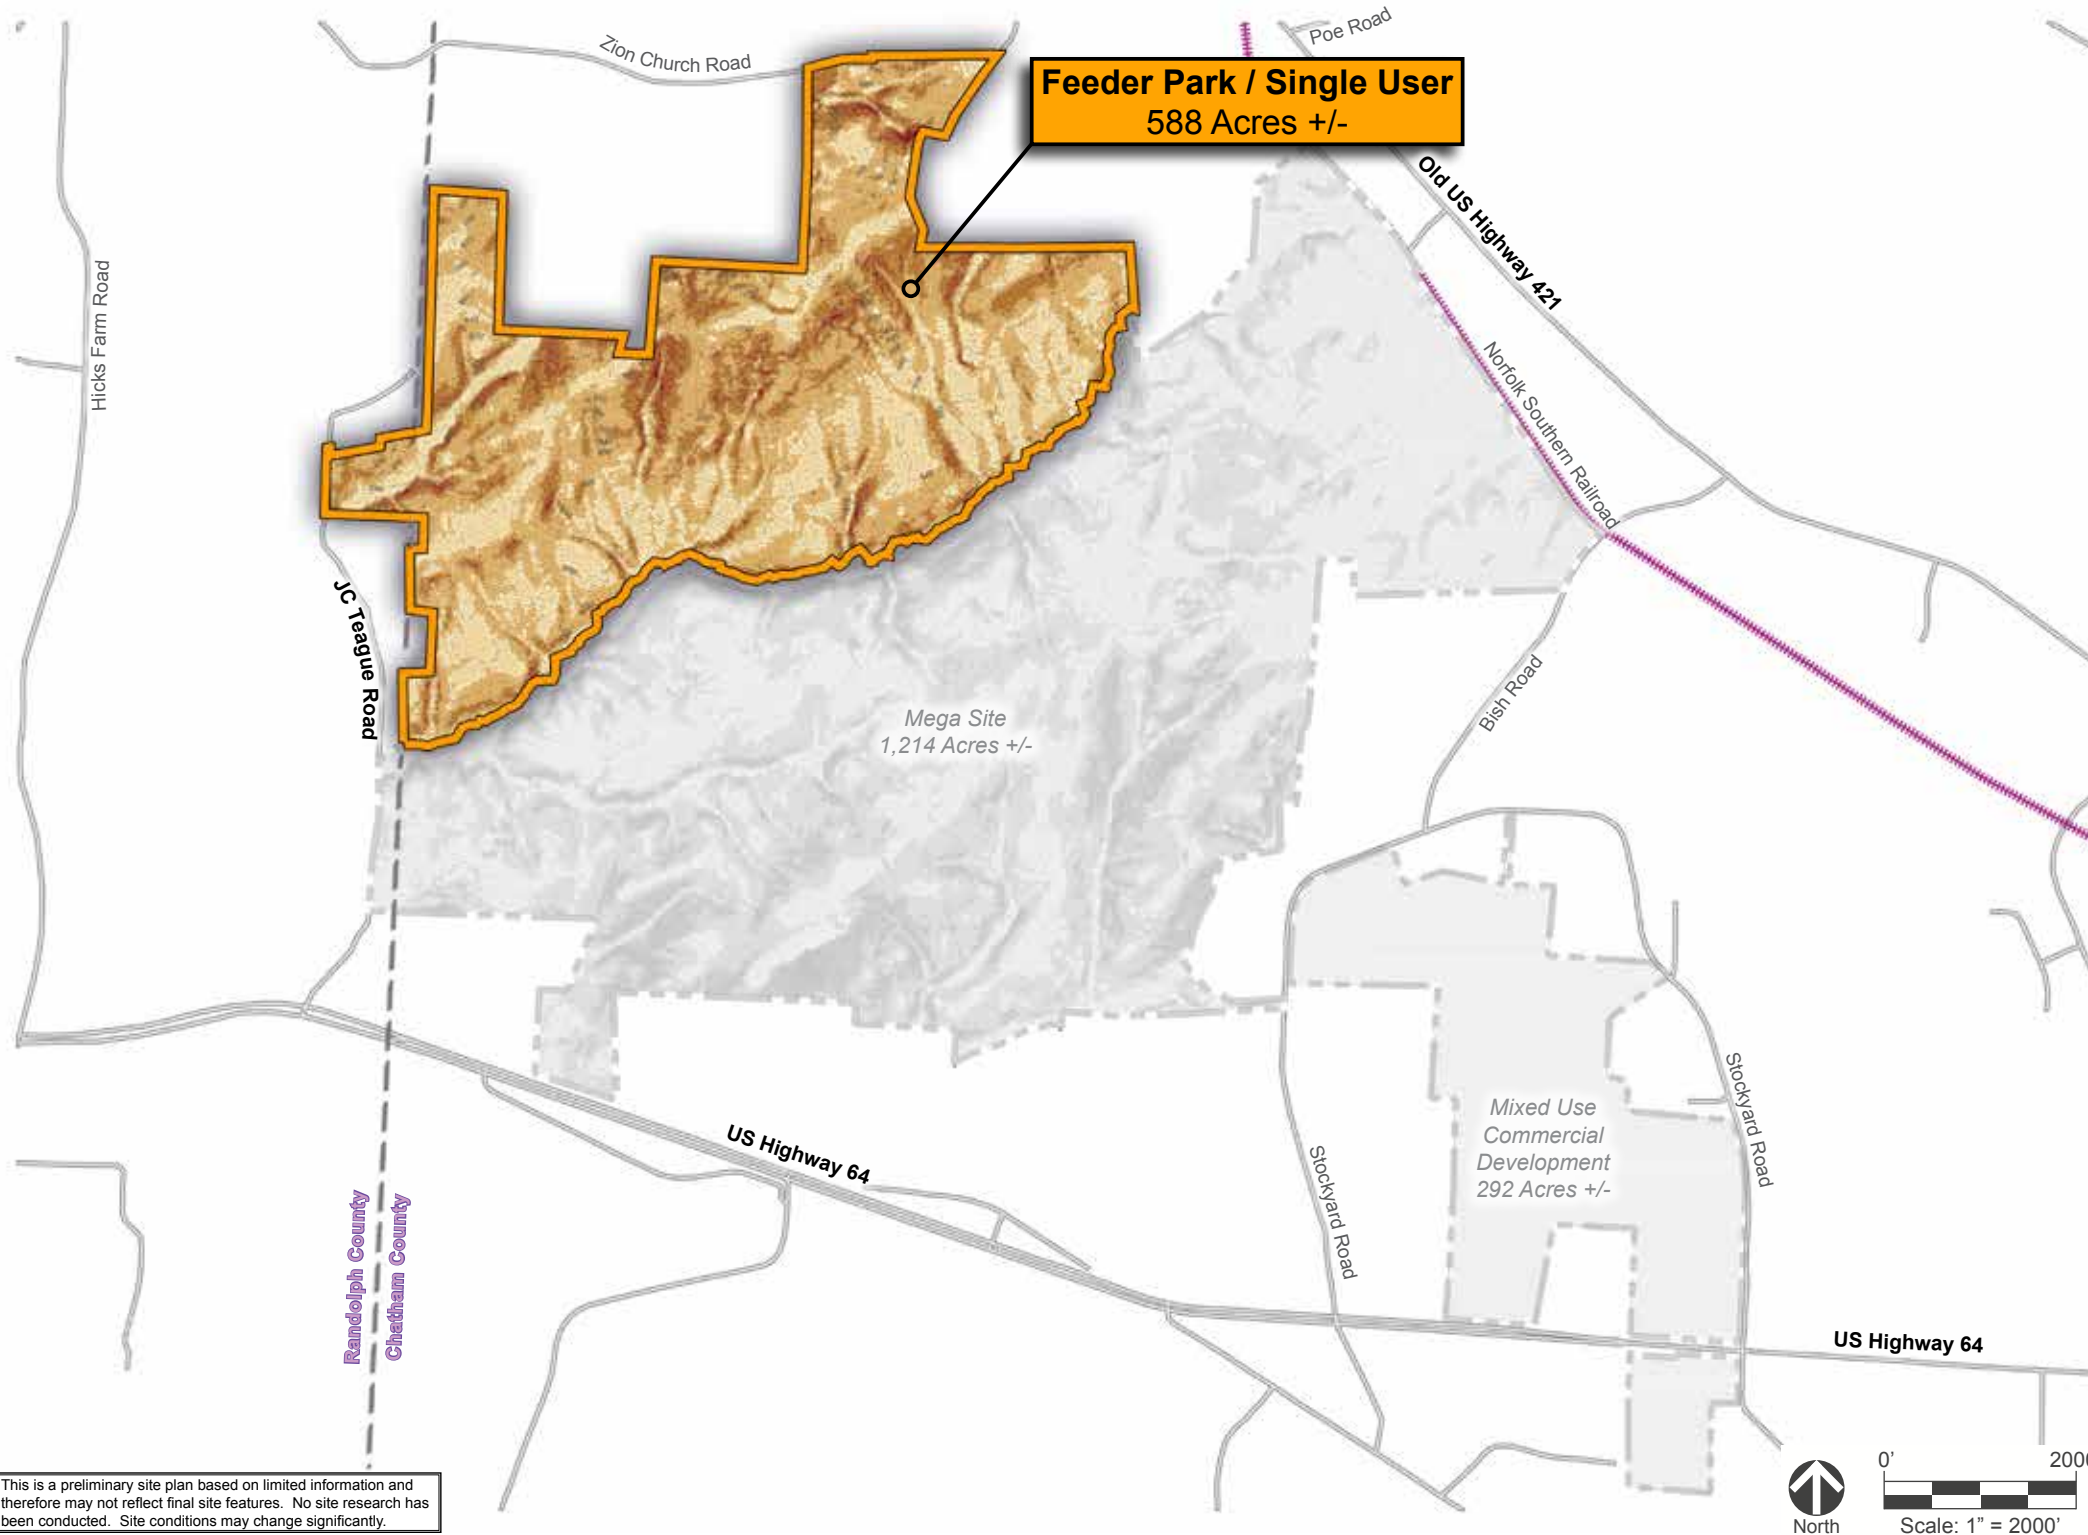 Poe Road
Zion Church Road
Feeder Park / Single User
588 Acres +/-
Old US Highway 421
Hicks Farm Road
Norfolk Southern Railroad
JC Teague Road
Bish Road
Mega Site
1,214 Acres +/-
Stockyard Road
Mixed Use
Commercial
Development
292 Acres +/-
US Highway 64
Stockyard Road
Randolph County
Chatham County
US Highway 64
This is a preliminary site plan based on limited information and
therefore may not reflect final site features. No site research has
been conducted. Site conditions may change significantly.
North
0'
Scale: 1" = 2000'